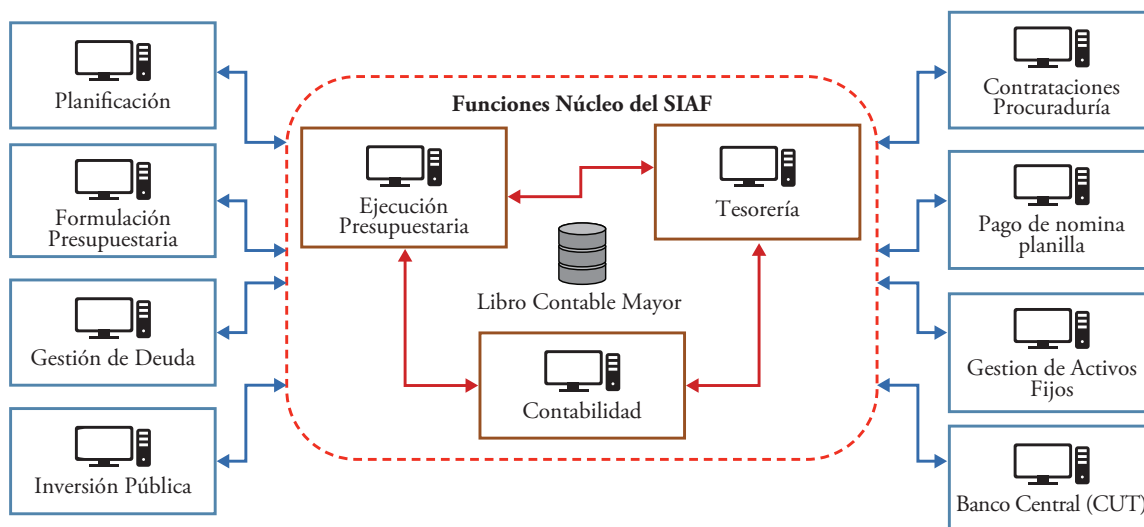 Planificación
Formulación
Presupuestaria
Gestión de Deuda
Inversión Pública
Funciones Núcleo del SIAF
Ejecución
Presupuestaria
Tesorería
Libro Contable Mayor
Contabilidad
Contrataciones
Procuraduría
Pago de nomina
planilla
Gestion de Activos
Fijos
Banco Central (CUT)